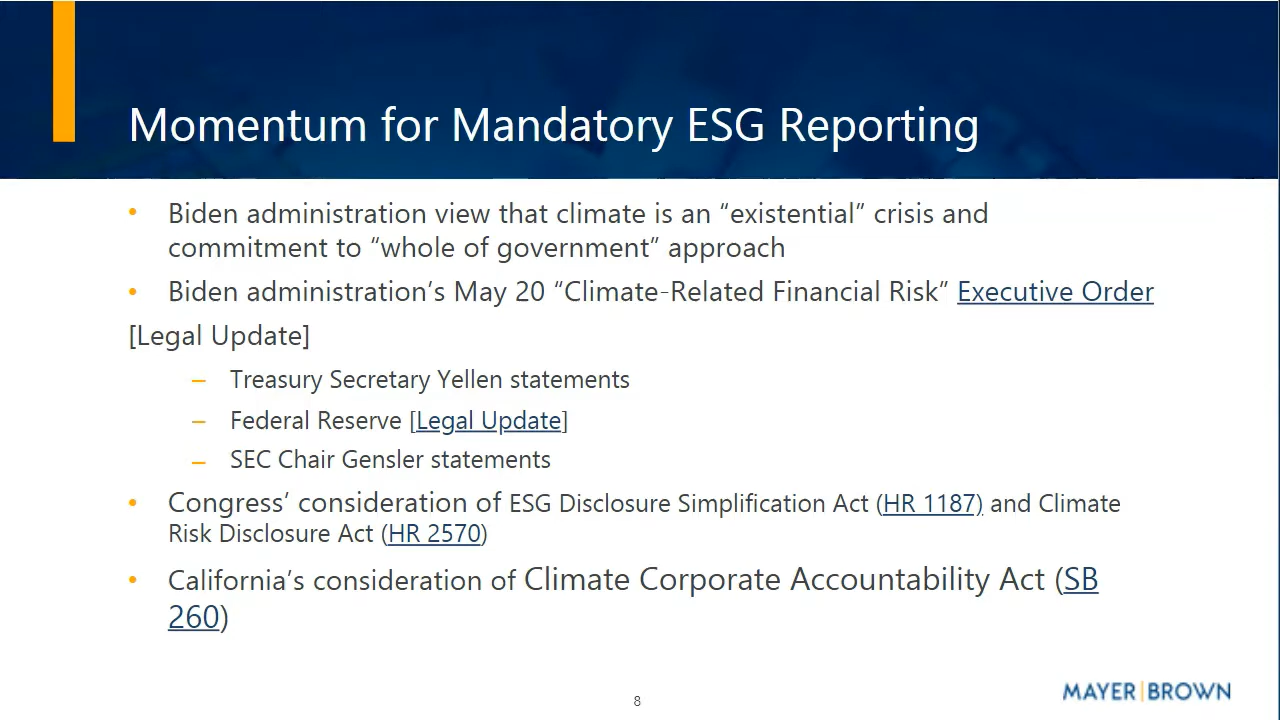 Momentum for Mandatory ESG Reporting
• Biden administration view that climate is an “existential” crisis and
commitment to “whole of government” approach
• Biden administration’s May 20 “Climate-Related Financial Risk” Executive Order
[Legal Update]
– Treasury Secretary Yellen statements
– Federal Reserve [Legal Update]
– SEC Chair Gensler statements
• Congress’ consideration of ESG Disclosure Simplification Act (HR 1187) and Climate
Risk Disclosure Act (HR 2570)
• California’s consideration of Climate Corporate Accountability Act (SB
260)
8
MAYER|BROWN